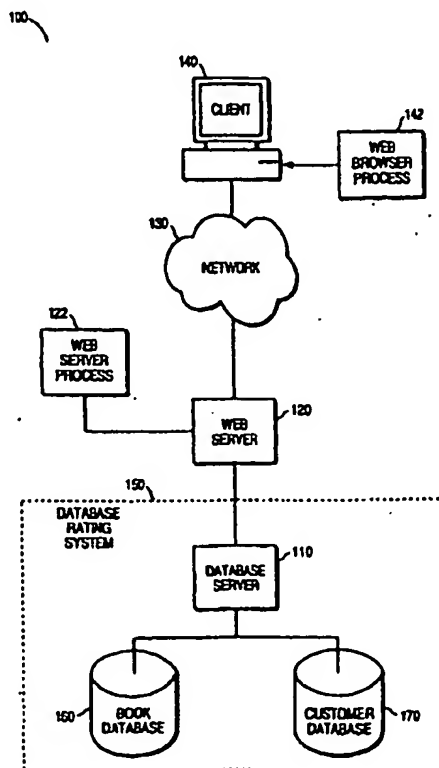 100
140
CLIENT
142
WEB
BROWSER
PROCESS
130
NETWORK
122
WEB
SERVER
PROCESS
120
WEB
SERVER
150
DATABASE
RATING
SYSTEM
110
DATABASE
SERVER
160
BOOK
DATABASE
CUSTOMER
DATABASE
170